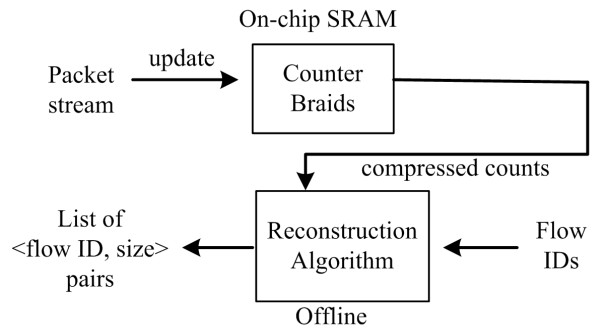 On-chip SRAM
Packet
stream
update
Counter
Braids
compressed counts
List of
<flow ID, size>
pairs
Reconstruction
Algorithm
Flow
IDs
Offline